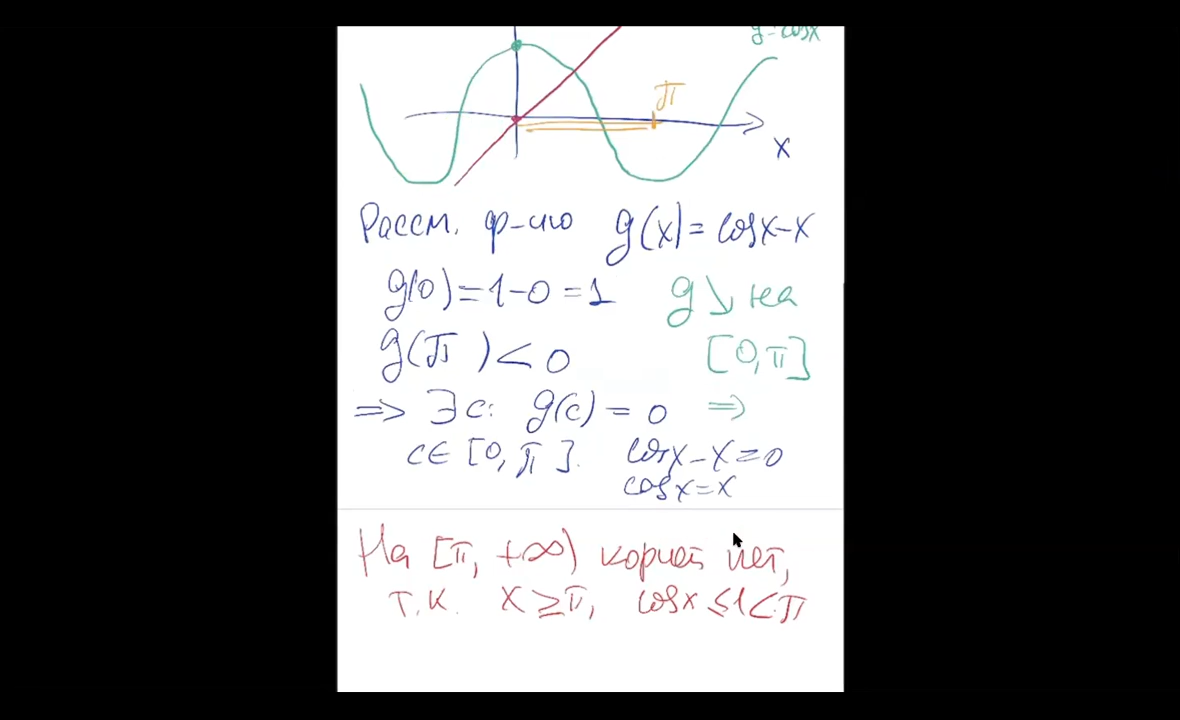 y=cosx
π
x
Рассм. ф-ию g(x)=cosx-x
g(0)=1-0=1 g↘на
g(π)<0 [0,π]
=> ∃c: g(c)=0 =>
c∈[0,π]. cosx-x=0
cosx=x
На [π, +∞) корней нет,
т.к. x≥π, cosx≤1<π